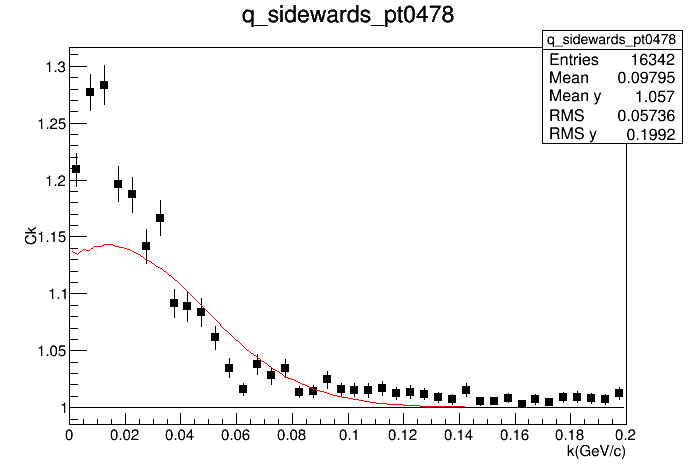 q_sidewards_pt0478
q_sidewards_pt0478
Entries 16342
Mean 0.09795
Mean y 1.057
RMS 0.05736
RMS y 0.1992
Ck
1.3
1.25
1.2
1.15
1.1
1.05
1
0 0.02 0.04 0.06 0.08 0.1 0.12 0.14 0.16 0.18 0.2
k(GeV/c)